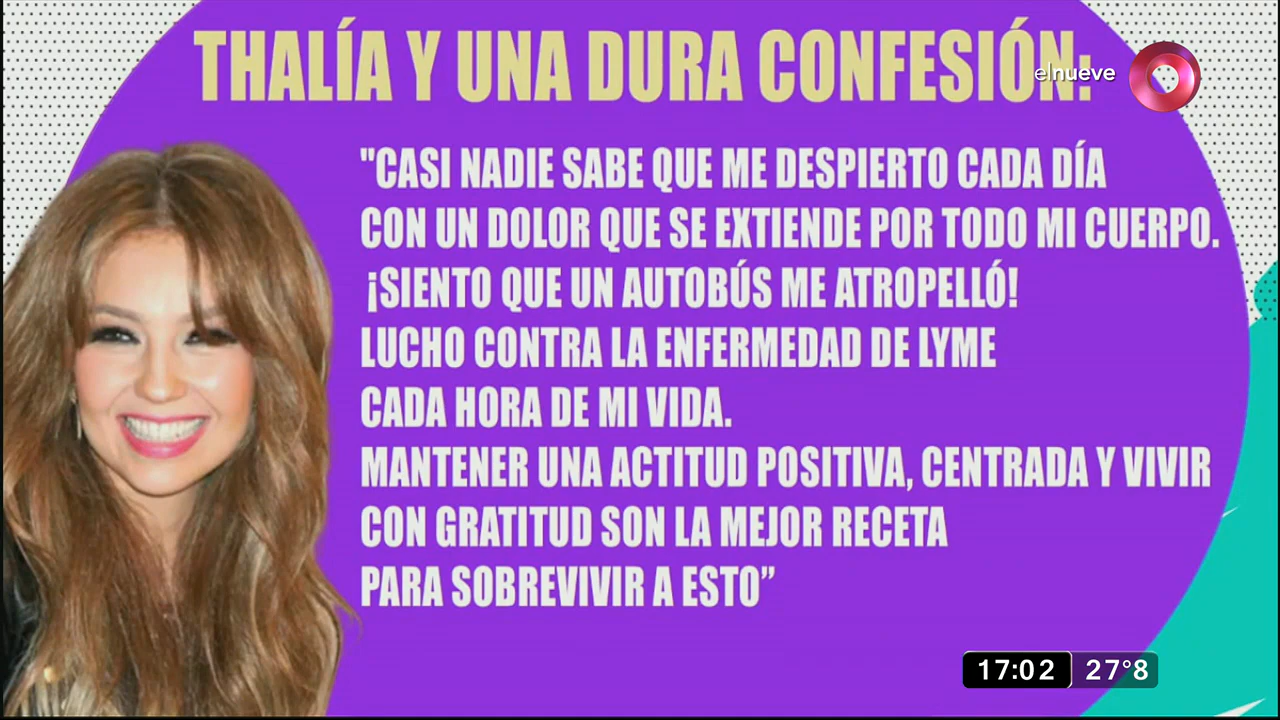 THALÍA Y UNA DURA CONFESIÓN:
elnueve
"CASI NADIE SABE QUE ME DESPIERTO CADA DÍA
CON UN DOLOR QUE SE EXTIENDE POR TODO MI CUERPO.
¡SIENTO QUE UN AUTOBÚS ME ATROPELLÓ!
LUCHO CONTRA LA ENFERMEDAD DE LYME
CADA HORA DE MI VIDA.
MANTENER UNA ACTITUD POSITIVA, CENTRADA Y VIVIR
CON GRATITUD SON LA MEJOR RECETA
PARA SOBREVIVIR A ESTO”
17:02 27°8